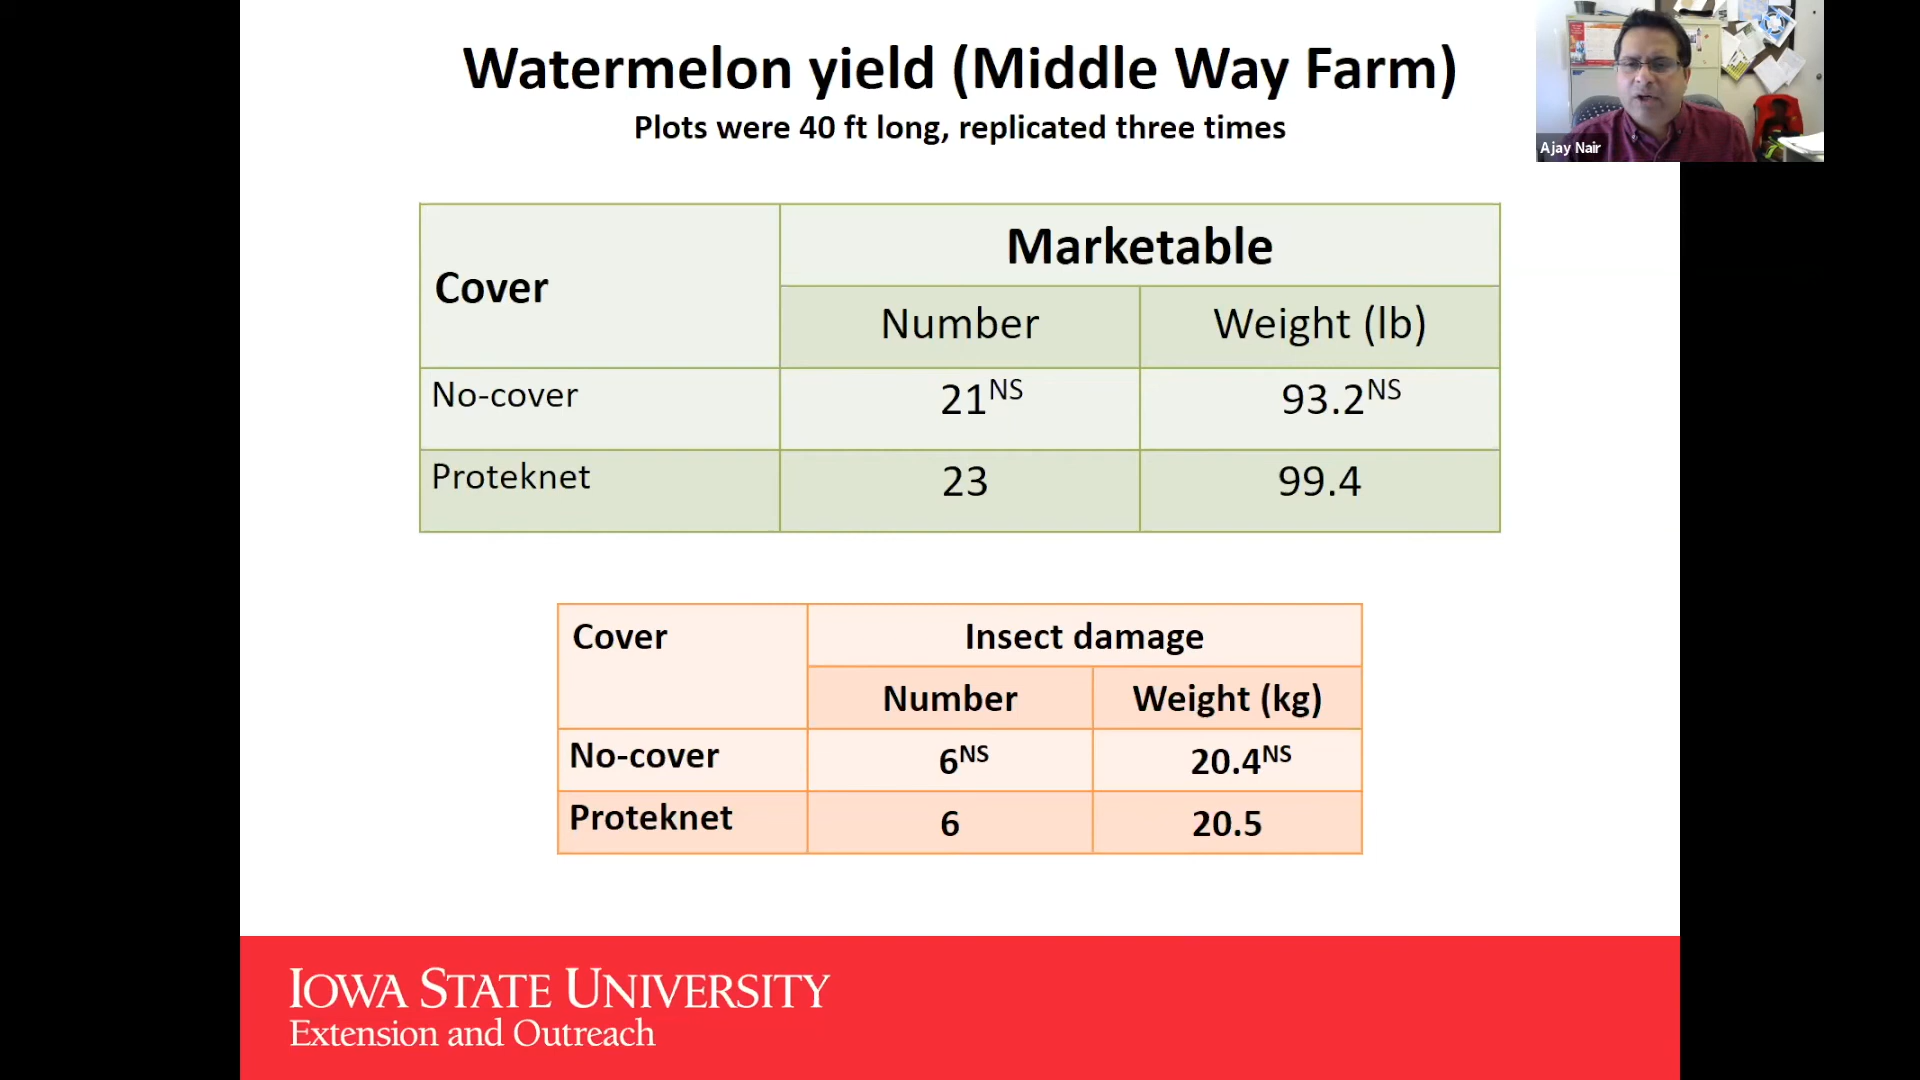 Watermelon yield (Middle Way Farm)
Plots were 40 ft long, replicated three times
Ajay Nair
Cover
Marketable
Number
Weight (lb)
No-cover
21NS
93.2NS
Proteknet
23
99.4
Cover
Insect damage
Number
Weight (kg)
No-cover
6NS
20.4NS
Proteknet
6
20.5
IOWA STATE UNIVERSITY
Extension and Outreach